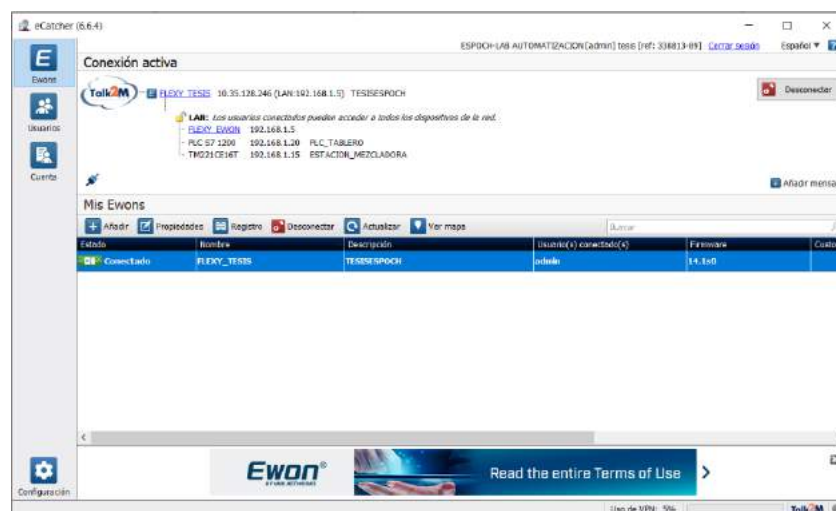 eCatcher (6.6.4)
ESPOCH-LAB AUTOMATIZACION [admin] tesis [ref: 336813-09] Cerrar sesión Español
Ewons
Usuarios
Cuenta
Configuración
Conexión activa
Talk2M FLEXY_TESIS 10.35.128.246 (LAN:192.168.1.5) TESISESPOCH
Desconectar
LAN: Los usuarios conectados pueden acceder a todos los dispositivos de la red.
FLEXY_EWON 192.168.1.5
PLC S7 1200 192.168.1.20 PLC_TABLERO
TM221CE16T 192.168.1.15 ESTACION_MEZCLADORA
Añadir mensa
Mis Ewons
Añadir Propiedades Registro Desconectar Actualizar Ver mapa Buscar
Estado Nombre Descripción Usuario(s) conectado(s) Firmware Custo
Conectado FLEXY_TESIS TESISESPOCH admin 14.1s0
Ewon®
BY HMS NETWORKS
Read the entire Terms of Use
Uso de VPN: 5% Talk2M